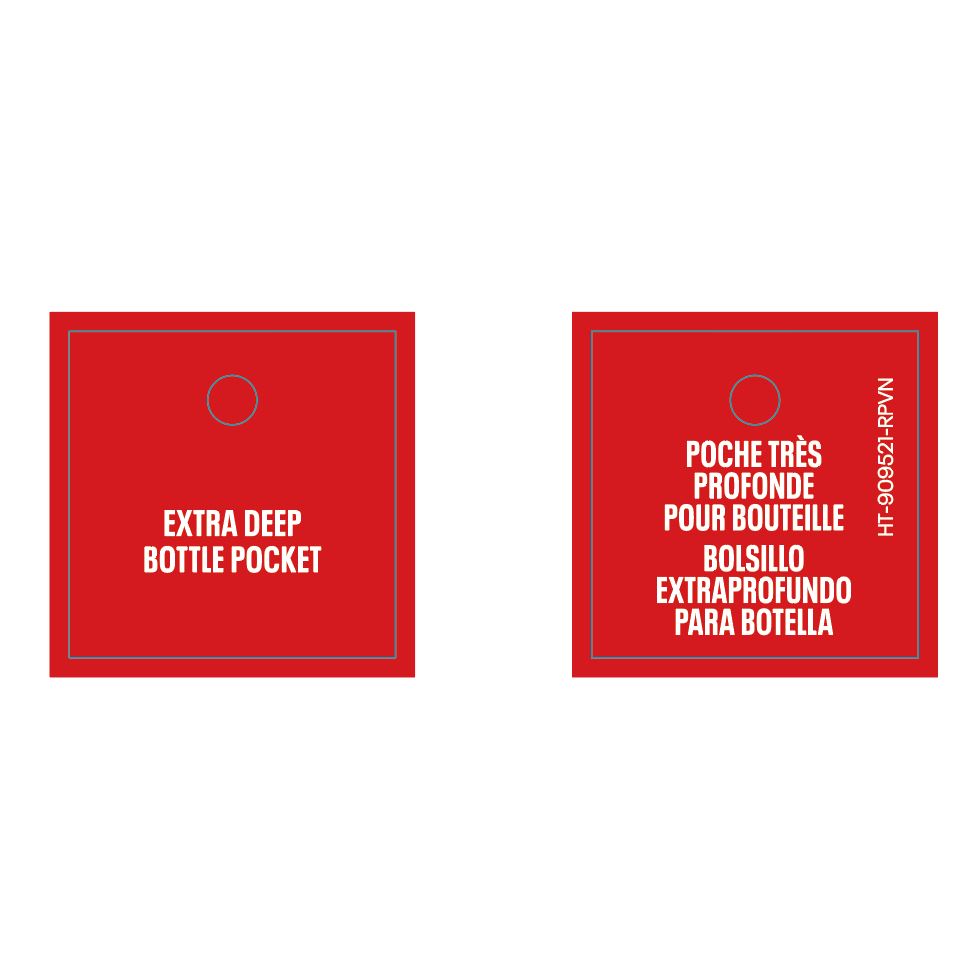 EXTRA DEEP
BOTTLE POCKET
POCHE TRÈS
PROFONDE
POUR BOUTEILLE
BOLSILLO
EXTRAPROFUNDO
PARA BOTELLA
HT-909521-RPVN